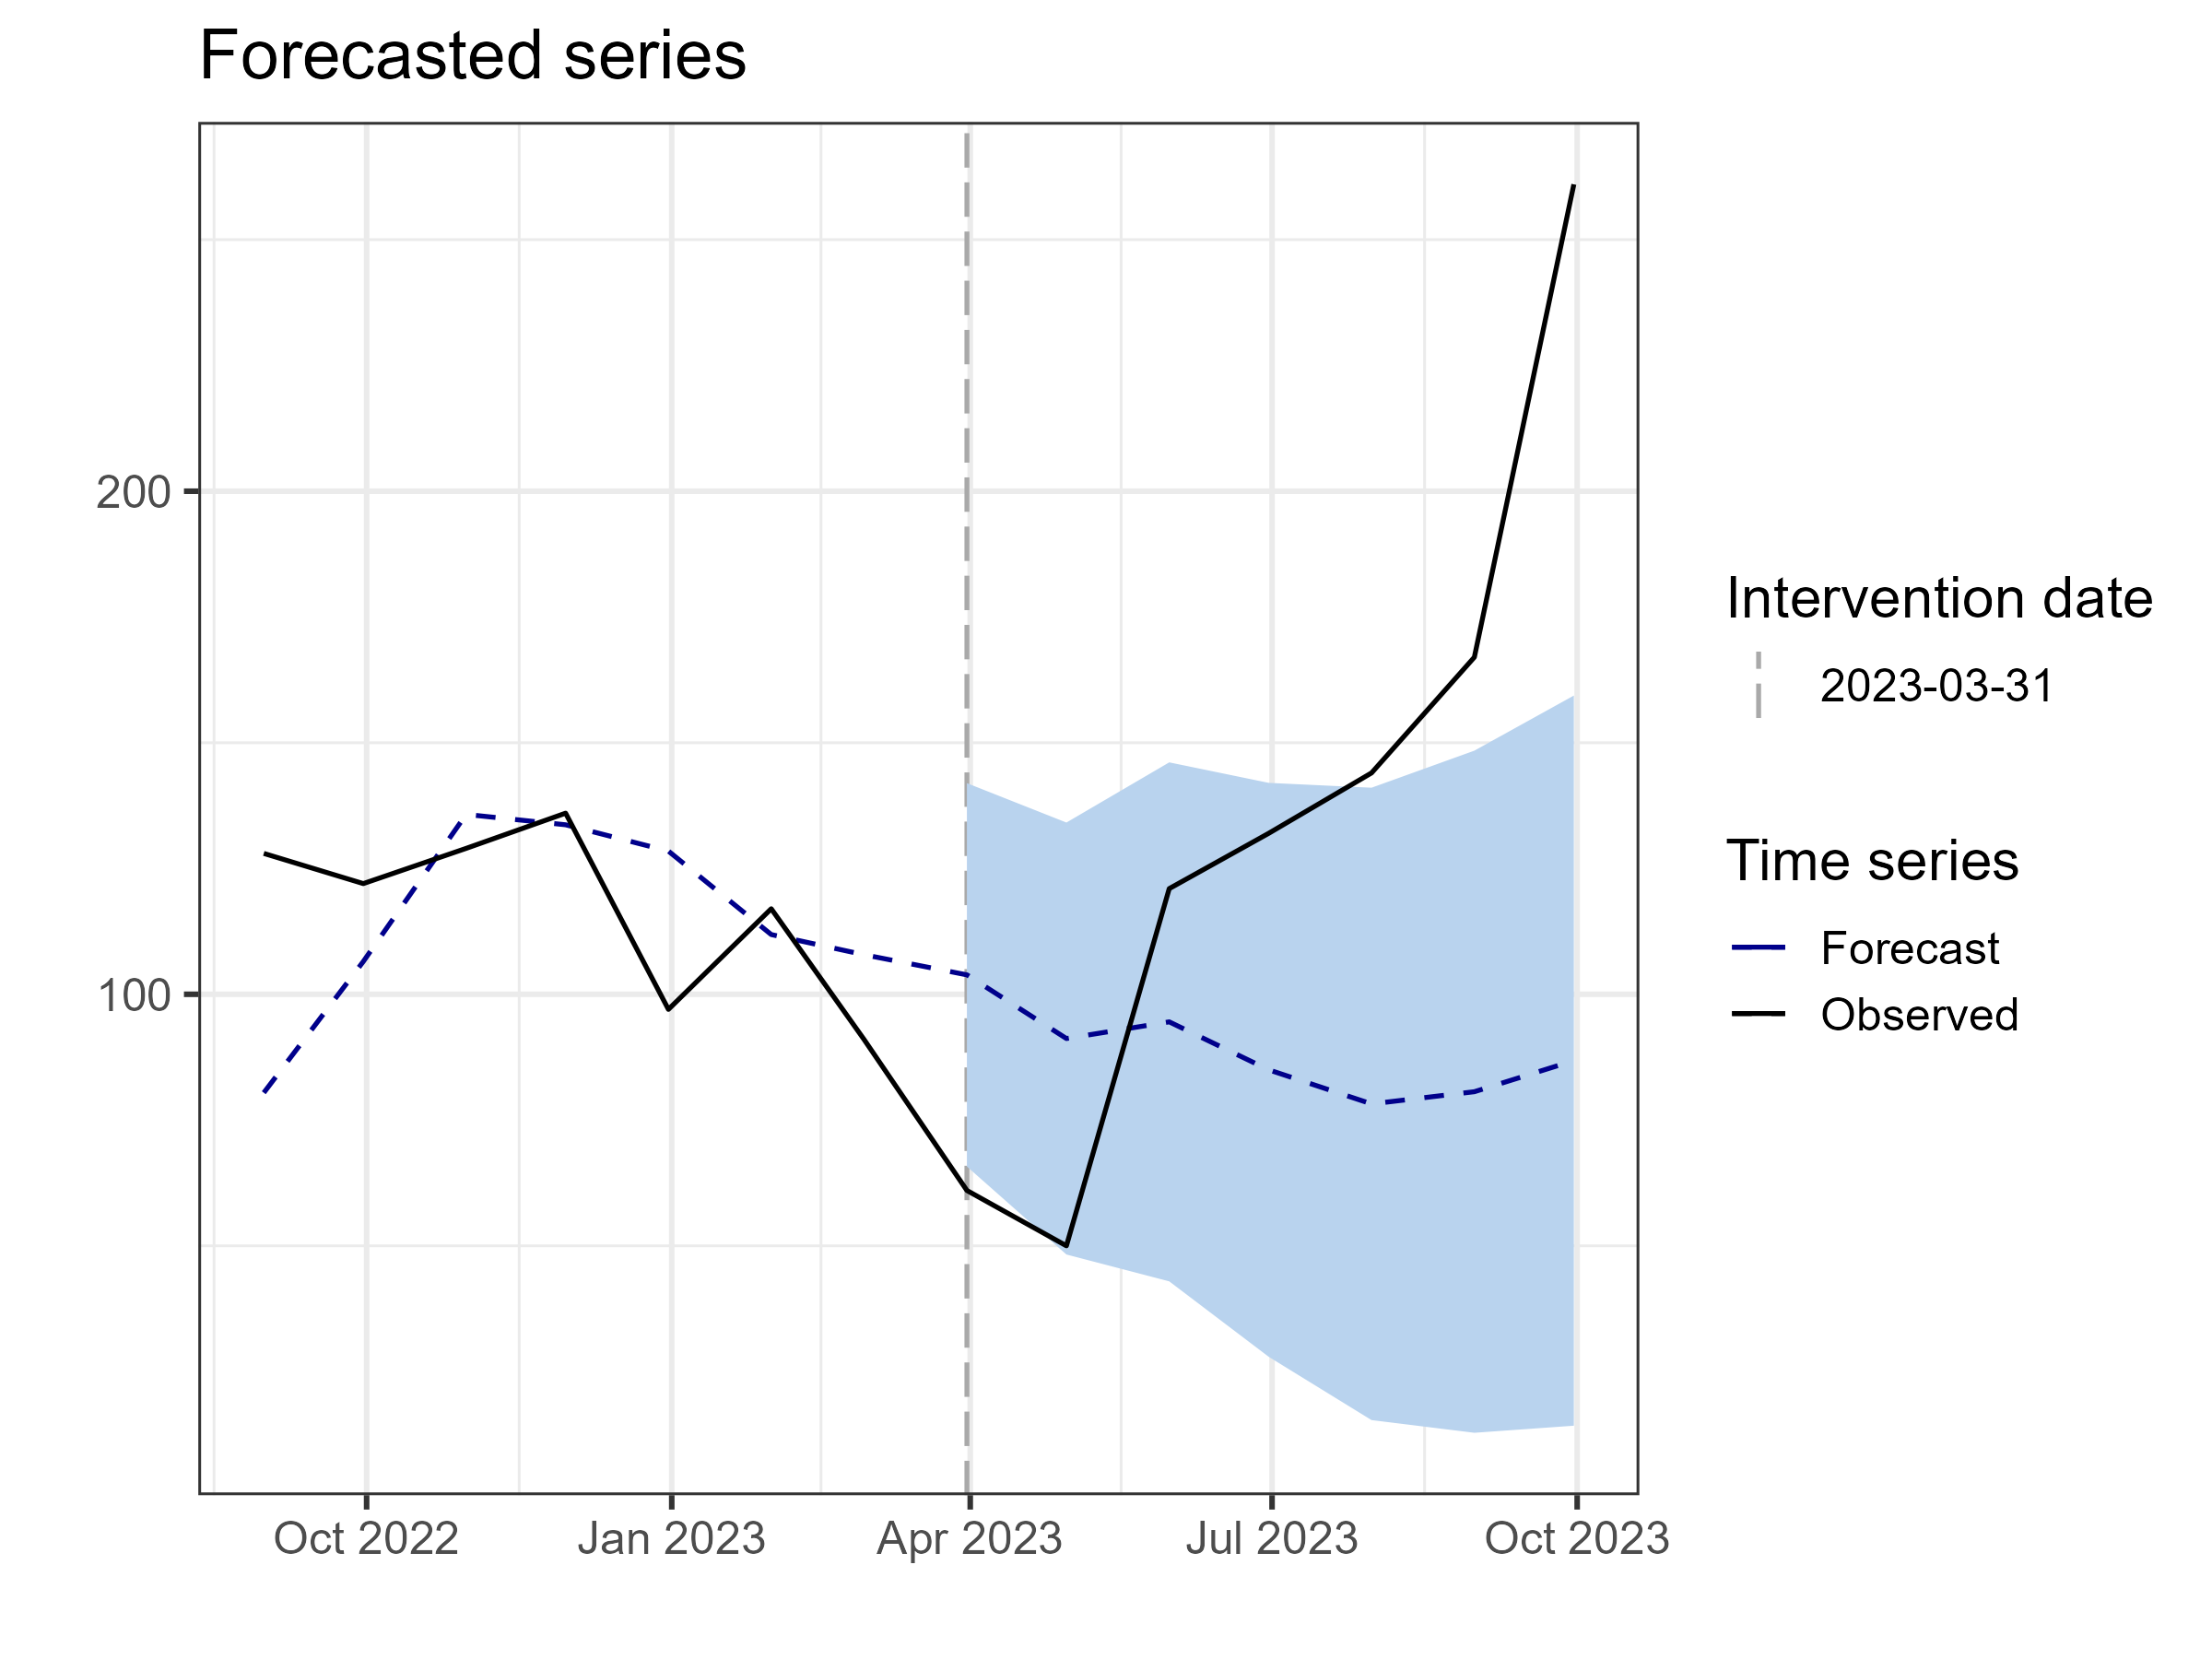 Forecasted series
200
100
Oct 2022
Jan 2023
Apr 2023
Jul 2023
Oct 2023
Intervention date
2023-03-31
Time series
Forecast
Observed